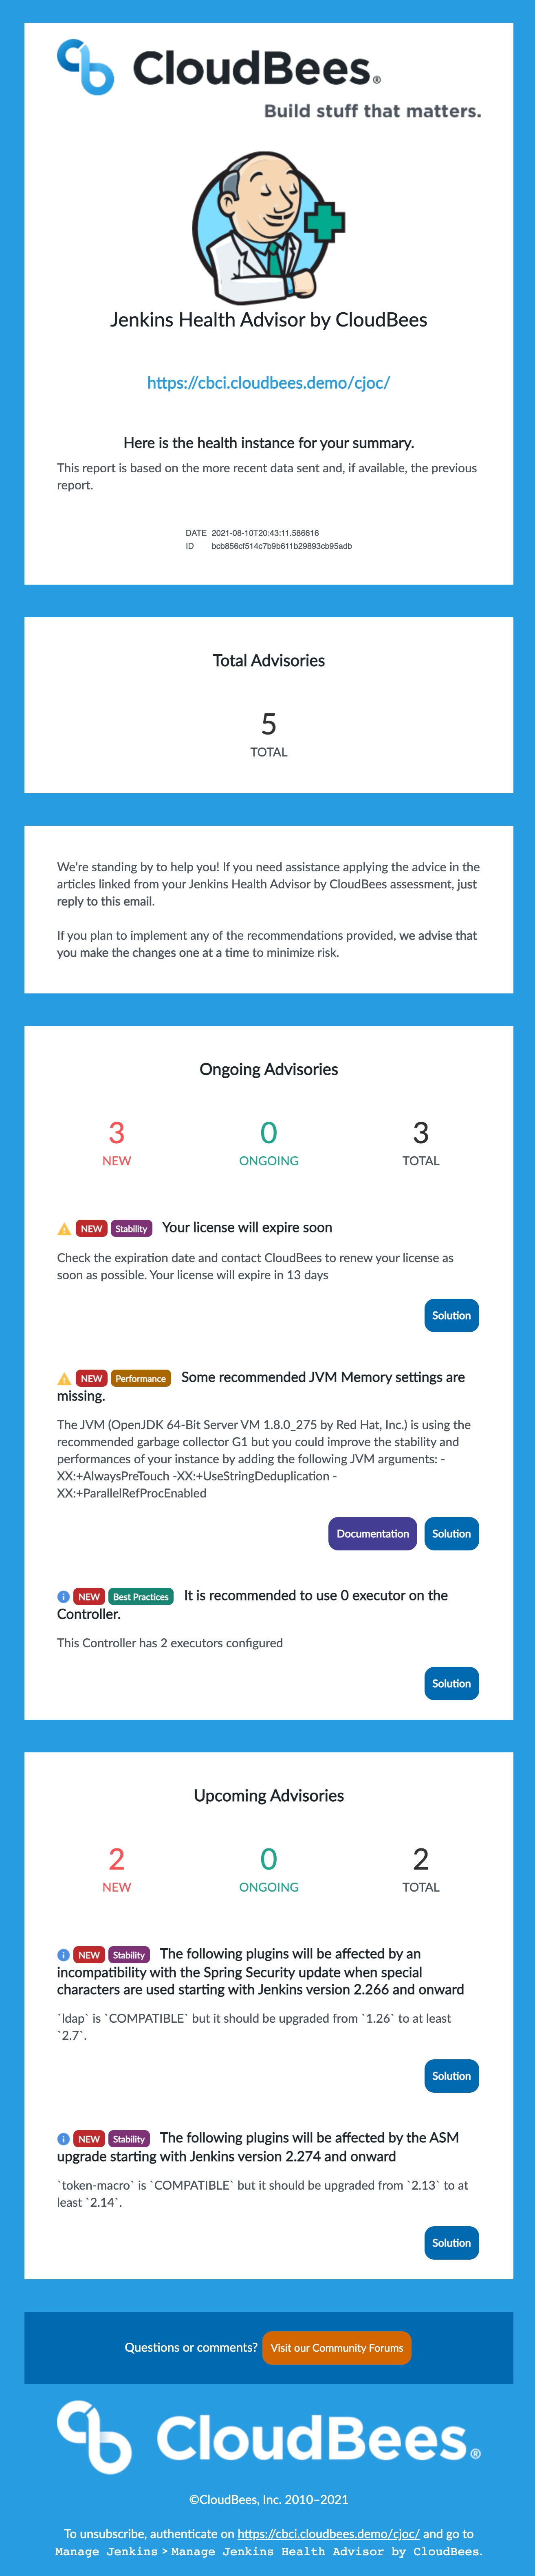 CloudBees®
Build stuff that matters.
Jenkins Health Advisor by CloudBees
https://cbci.cloudbees.demo/cjoc/
Here is the health instance for your summary.
This report is based on the more recent data sent and, if available, the previous
report.
DATE 2021-08-10T20:43:11.586616
ID bcb856cf514c7b9b611b29893cb95adb
Total Advisories
5
TOTAL
We're standing by to help you! If you need assistance applying the advice in the
articles linked from your Jenkins Health Advisor by CloudBees assessment, just
reply to this email.
If you plan to implement any of the recommendations provided, we advise that
you make the changes one at a time to minimize risk.
Ongoing Advisories
3 0 3
NEW ONGOING TOTAL
NEW Stability Your license will expire soon
Check the expiration date and contact CloudBees to renew your license as
soon as possible. Your license will expire in 13 days
Solution
NEW Performance Some recommended JVM Memory settings are
missing.
The JVM (OpenJDK 64-Bit Server VM 1.8.0_275 by Red Hat, Inc.) is using the
recommended garbage collector G1 but you could improve the stability and
performances of your instance by adding the following JVM arguments: -
XX:+AlwaysPreTouch -XX:+UseStringDeduplication -
XX:+ParallelRefProcEnabled
Documentation Solution
NEW Best Practices It is recommended to use 0 executor on the
Controller.
This Controller has 2 executors configured
Solution
Upcoming Advisories
2 0 2
NEW ONGOING TOTAL
NEW Stability The following plugins will be affected by an
incompatibility with the Spring Security update when special
characters are used starting with Jenkins version 2.266 and onward
`ldap` is `COMPATIBLE` but it should be upgraded from `1.26` to at least
`2.7`.
Solution
NEW Stability The following plugins will be affected by the ASM
upgrade starting with Jenkins version 2.274 and onward
`token-macro` is `COMPATIBLE` but it should be upgraded from `2.13` to at
least `2.14`.
Solution
Questions or comments? Visit our Community Forums
CloudBees®
©CloudBees, Inc. 2010–2021
To unsubscribe, authenticate on https://cbci.cloudbees.demo/cjoc/ and go to
Manage Jenkins > Manage Jenkins Health Advisor by CloudBees.